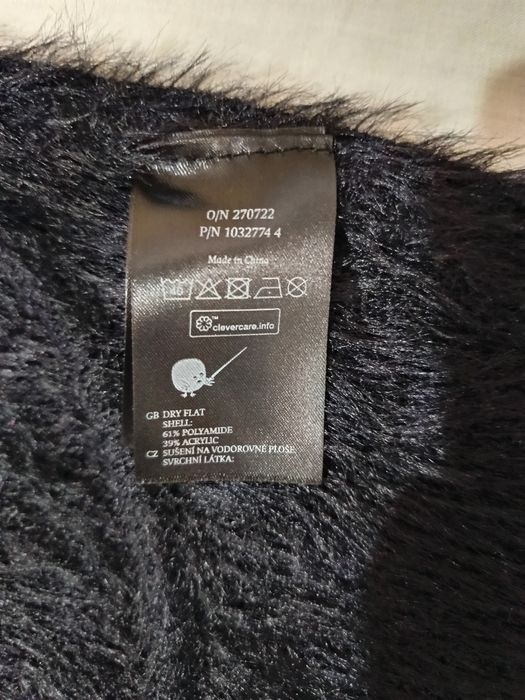 O/N 270722
P/N 1032774 4
Made in China
clevercare.info™
GB DRY FLAT
SHELL:
61% POLYAMIDE
39% ACRYLIC
CZ SUŠENÍ NA VODOROVNÉ PLOŠE
SVRCHNÍ LÁTKA: